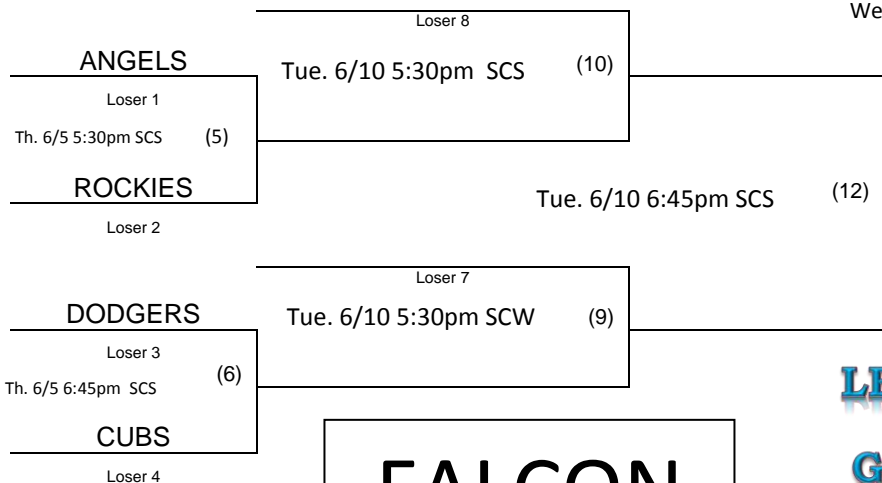 Loser 8
We
ANGELS
Tue. 6/10 5:30pm SCS (10)
Loser 1
Th. 6/5 5:30pm SCS (5)
ROCKIES
Tue. 6/10 6:45pm SCS (12)
Loser 2
Loser 7
DODGERS
Tue. 6/10 5:30pm SCW (9)
Loser 3
Th. 6/5 6:45pm SCS (6)
CUBS
Loser 4
FALCON